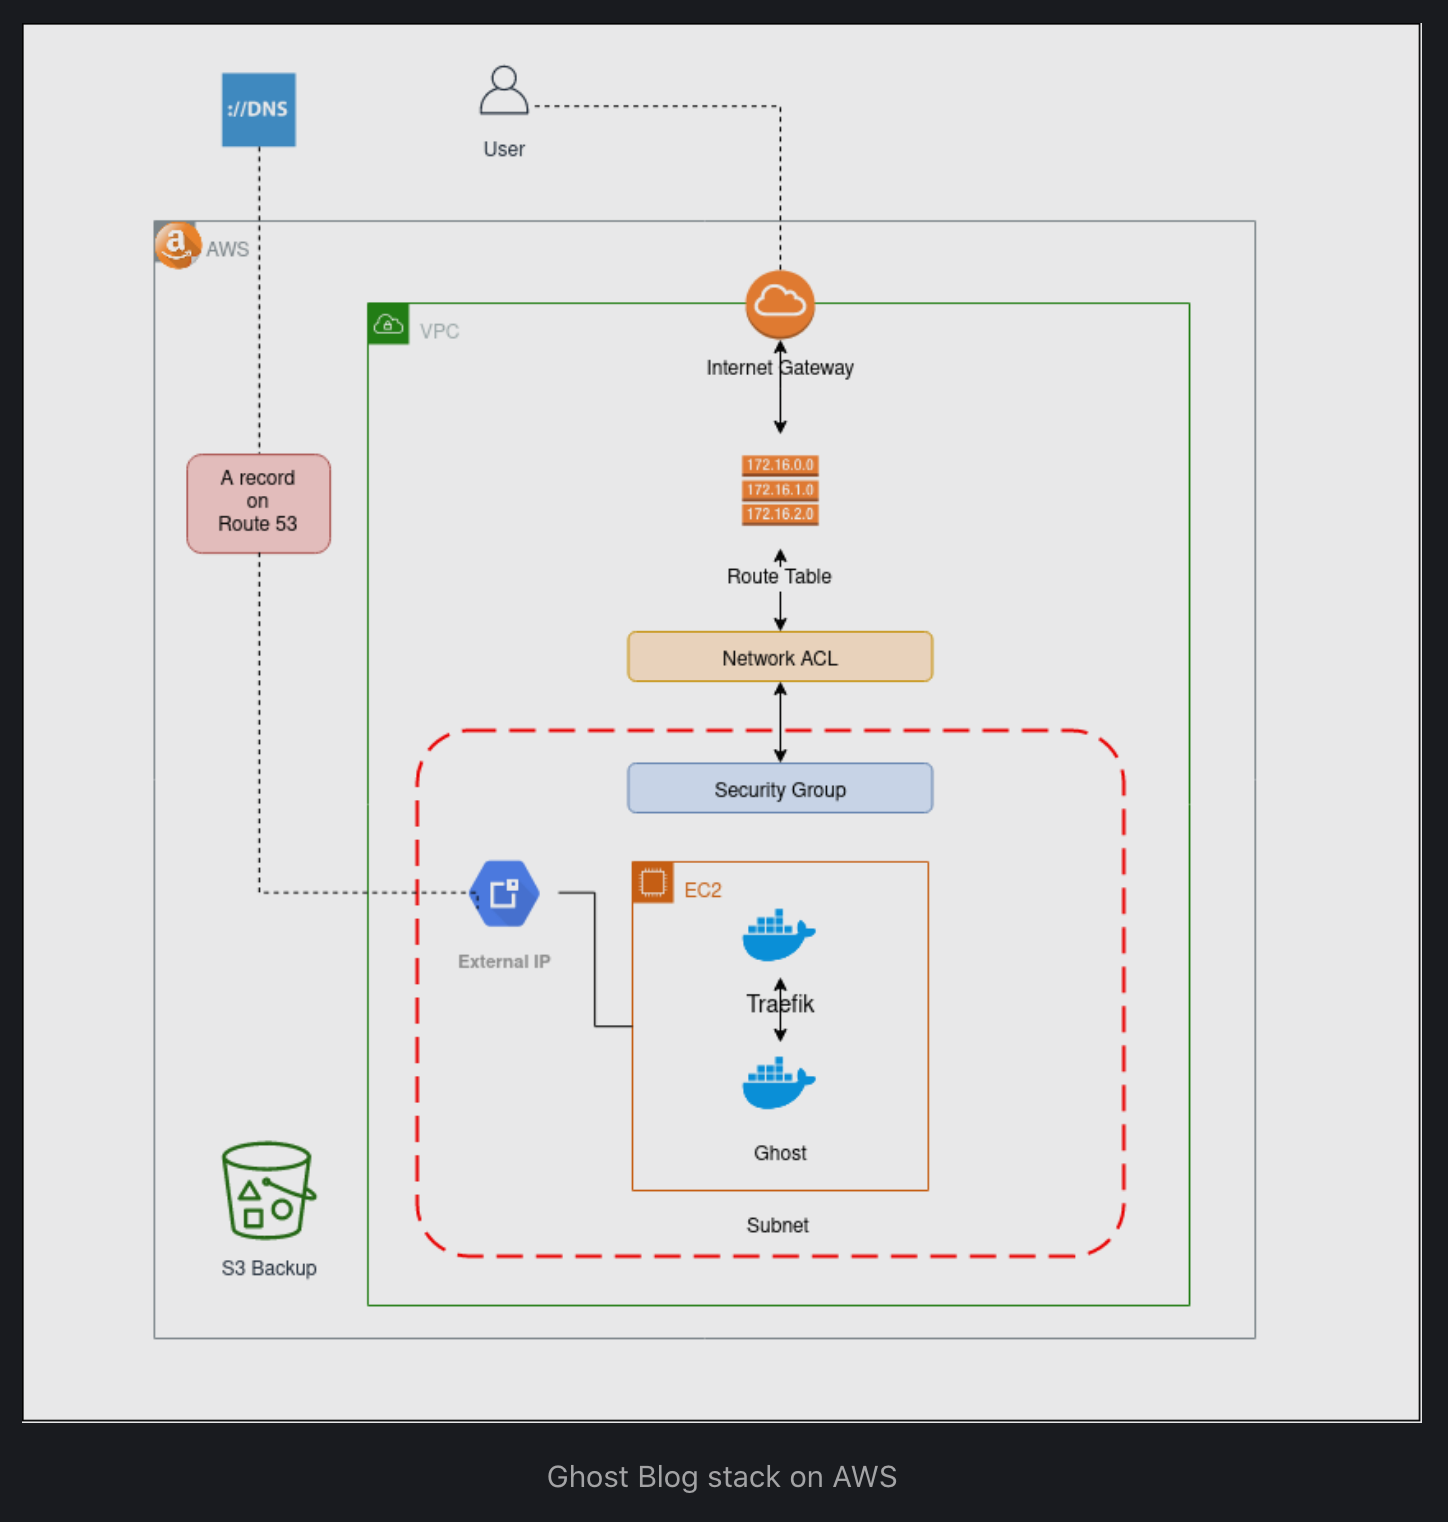 ://DNS
User
AWS
VPC
Internet Gateway
172.16.0.0
172.16.1.0
172.16.2.0
A record
on
Route 53
Route Table
Network ACL
Security Group
EC2
External IP
Traefik
Ghost
Subnet
S3 Backup
Ghost Blog stack on AWS